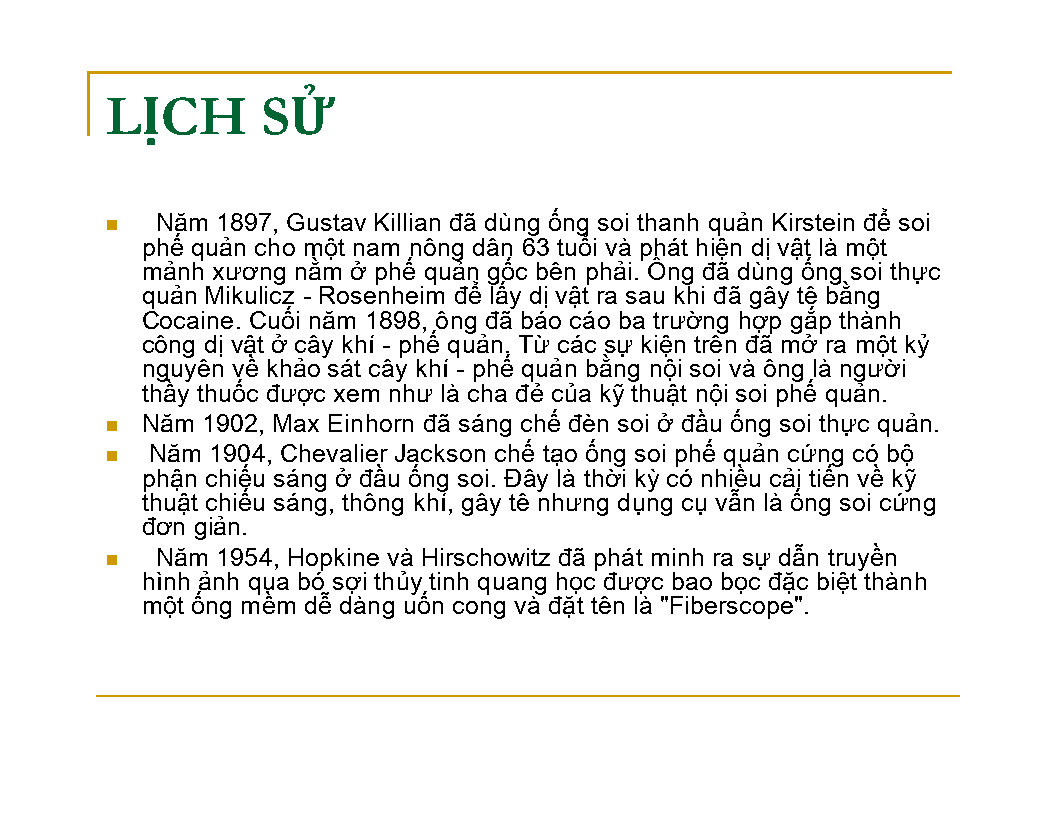 LỊCH SỬ
Năm 1897, Gustav Killian đã dùng ống soi thanh quản Kirstein để soi
phế quản cho một nam nông dân 63 tuổi và phát hiện dị vật là một
mảnh xương nằm ở phế quản gốc bên phải. Ông đã dùng ống soi thực
quản Mikulicz - Rosenheim để lấy dị vật ra sau khi đã gây tê bằng
Cocaine. Cuối năm 1898, ông đã báo cáo ba trường hợp gắp thành
công dị vật ở cây khí - phế quản. Từ các sự kiện trên đã mở ra một kỷ
nguyên về khảo sát cây khí - phế quản bằng nội soi và ông là người
thầy thuốc được xem như là cha đẻ của kỹ thuật nội soi phế quản.
Năm 1902, Max Einhorn đã sáng chế đèn soi ở đầu ống soi thực quản.
Năm 1904, Chevalier Jackson chế tạo ống soi phế quản cứng có bộ
phận chiếu sáng ở đầu ống soi. Đây là thời kỳ có nhiều cải tiến về kỹ
thuật chiếu sáng, thông khí, gây tê nhưng dụng cụ vẫn là ống soi cứng
đơn giản.
Năm 1954, Hopkine và Hirschowitz đã phát minh ra sự dẫn truyền
hình ảnh qua bó sợi thủy tinh quang học được bao bọc đặc biệt thành
một ống mềm dễ dàng uốn cong và đặt tên là "Fiberscope".